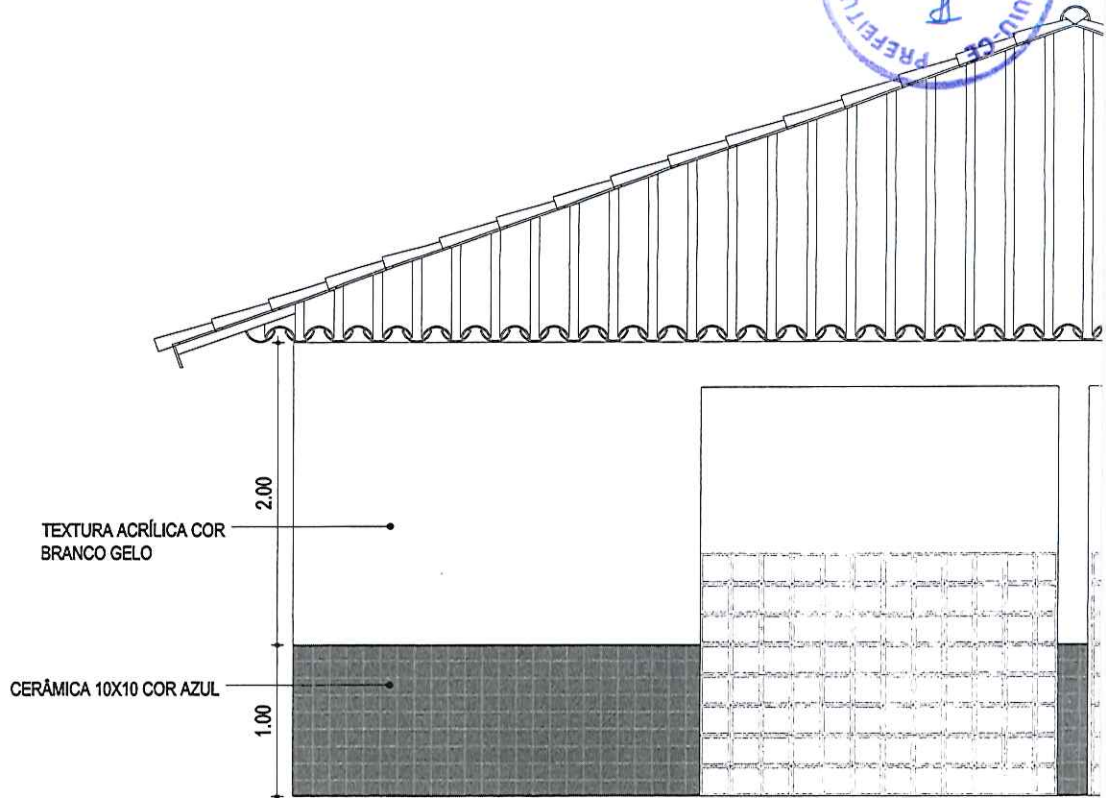 2.00
TEXTURA ACRÍLICA COR
BRANCO GELO
CERÂMICA 10X10 COR AZUL
1.00